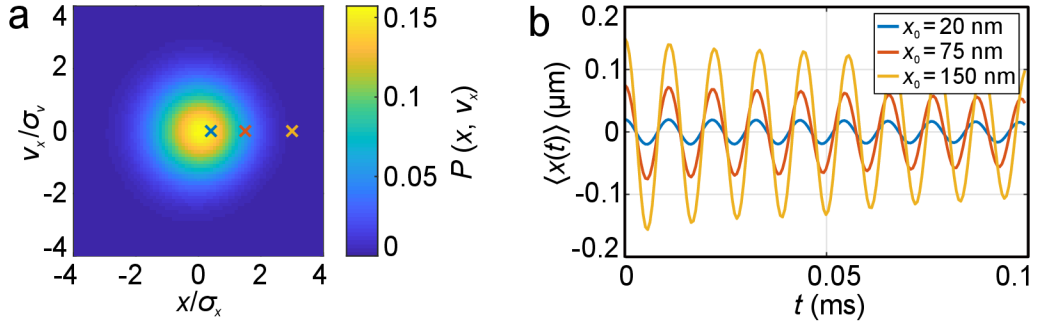 a
4
2
0
-2
-4
v_x/σ_v
-4
-2
0
2
4
x/σ_x
0.15
0.1
0.05
0
P (x, v_x)
b
0.2
0.1
0
-0.1
-0.2
⟨x(t)⟩ (μm)
x_0 = 20 nm
x_0 = 75 nm
x_0 = 150 nm
0
0.05
0.1
t (ms)